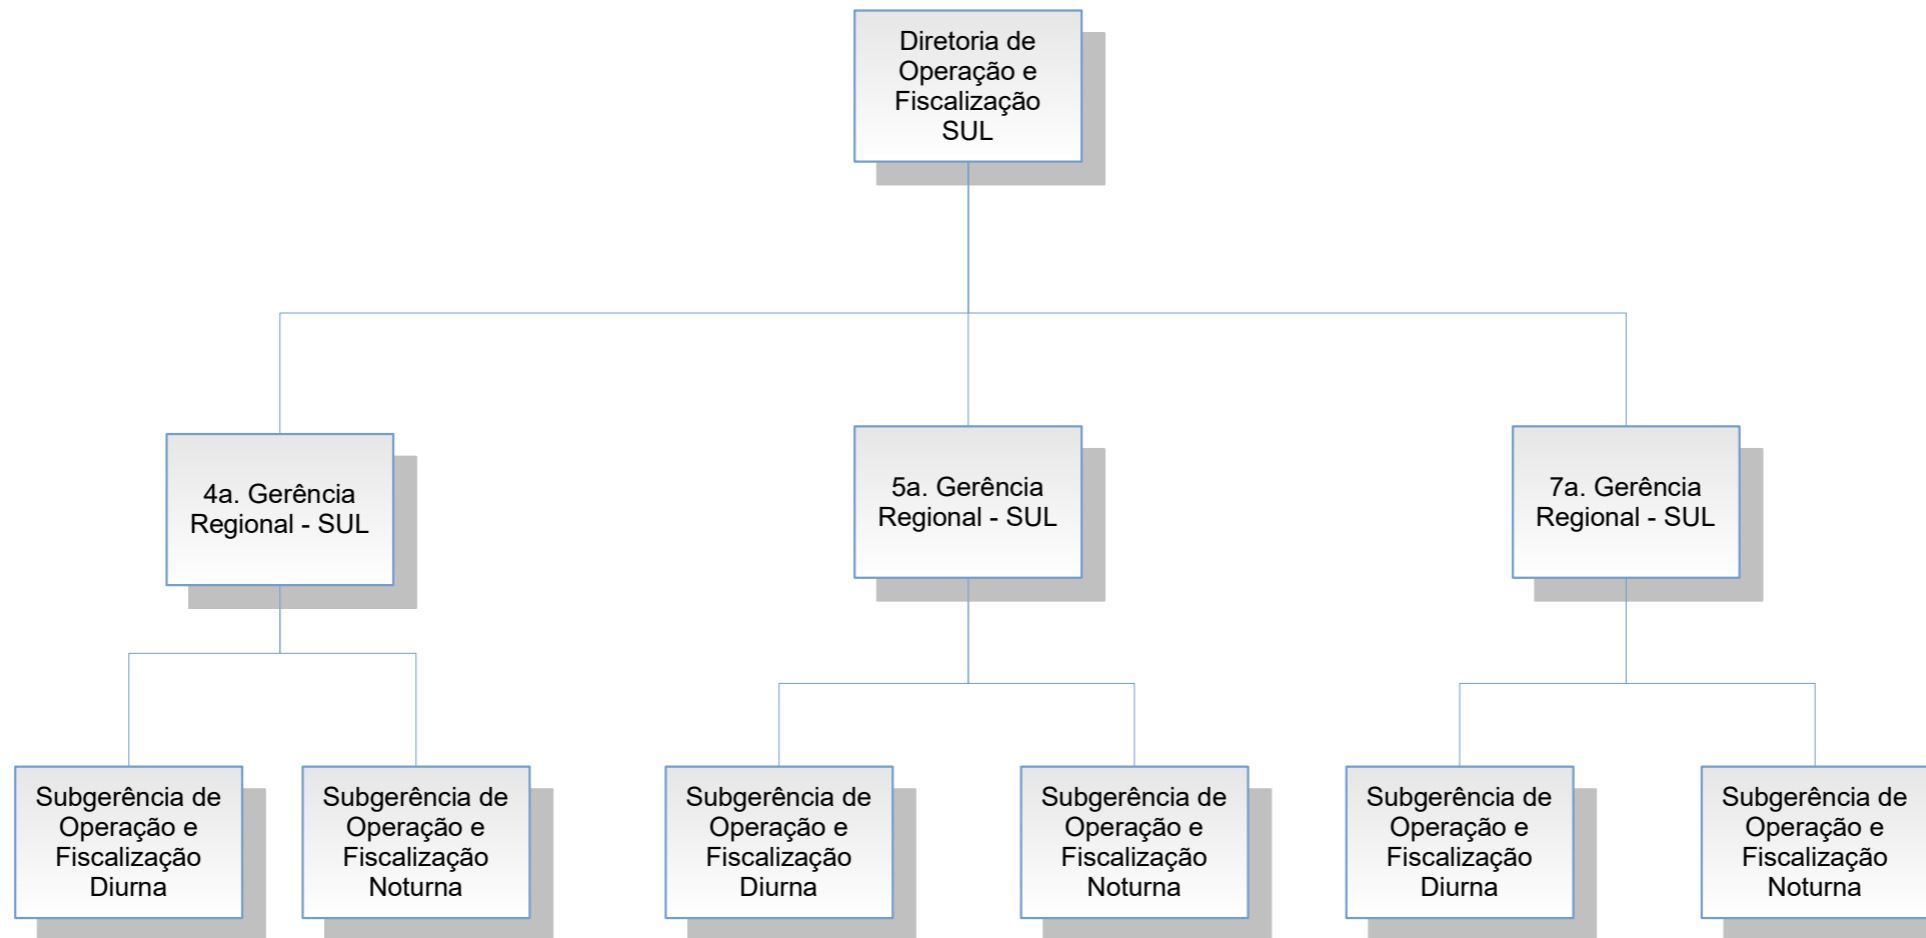 Diretoria de
Operação e
Fiscalização
SUL
4a. Gerência
Regional - SUL
5a. Gerência
Regional - SUL
7a. Gerência
Regional - SUL
Subgerência de
Operação e
Fiscalização
Diurna
Subgerência de
Operação e
Fiscalização
Noturna
Subgerência de
Operação e
Fiscalização
Diurna
Subgerência de
Operação e
Fiscalização
Noturna
Subgerência de
Operação e
Fiscalização
Diurna
Subgerência de
Operação e
Fiscalização
Noturna